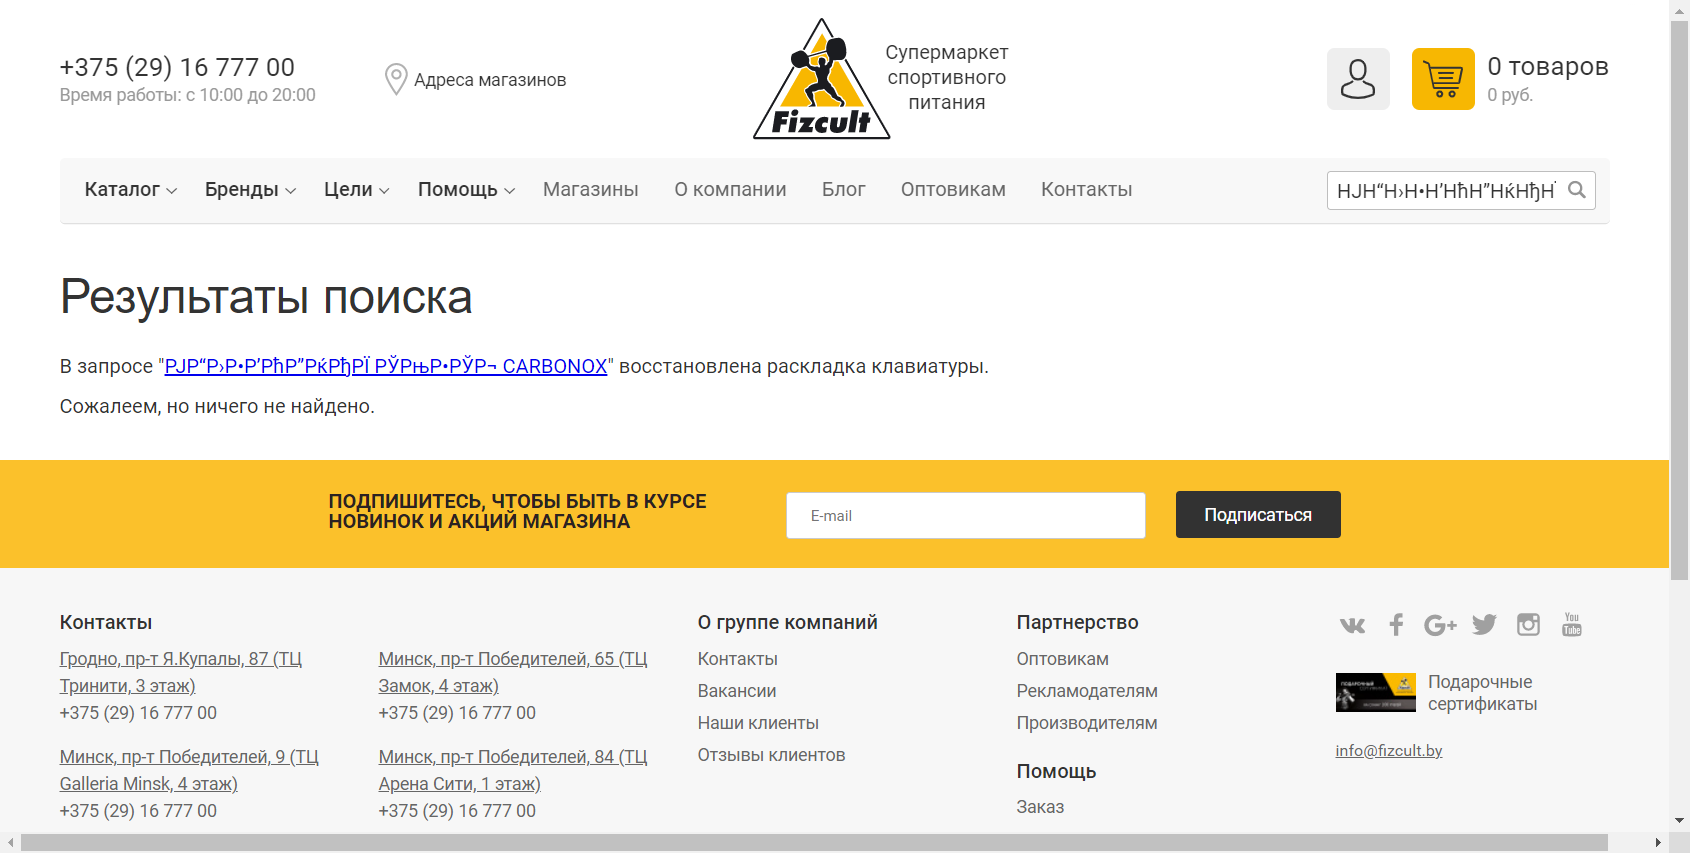 +375 (29) 16 777 00
Время работы: с 10:00 до 20:00
Адреса магазинов
Fizcult
Супермаркет
спортивного
питания
0 товаров
0 руб.
Каталог
Бренды
Цели
Помощь
Магазины
О компании
Блог
Оптовикам
Контакты
НЈН“Н›Н•Н’НћН”НќНђНЇ
Результаты поиска
В запросе "РЈР“Р›Р•Р’РћР”РќРђРЇ РЎРњР•РЎР¬ CARBONOX" восстановлена раскладка клавиатуры.
Сожалеем, но ничего не найдено.
ПОДПИШИТЕСЬ, ЧТОБЫ БЫТЬ В КУРСЕ
НОВИНОК И АКЦИЙ МАГАЗИНА
E-mail
Подписаться
Контакты
Гродно, пр-т Я.Купалы, 87 (ТЦ
Тринити, 3 этаж)
+375 (29) 16 777 00
Минск, пр-т Победителей, 65 (ТЦ
Замок, 4 этаж)
+375 (29) 16 777 00
Минск, пр-т Победителей, 9 (ТЦ
Galleria Minsk, 4 этаж)
+375 (29) 16 777 00
Минск, пр-т Победителей, 84 (ТЦ
Арена Сити, 1 этаж)
+375 (29) 16 777 00
О группе компаний
Контакты
Вакансии
Наши клиенты
Отзывы клиентов
Партнерство
Оптовикам
Рекламодателям
Производителям
Помощь
Заказ
You
Tube
ПОДАРОЧНЫЙ
Подарочные
сертификаты
info@fizcult.by